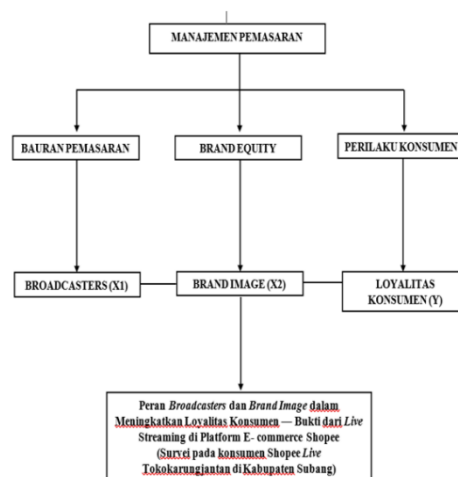 MANAJEMEN PEMASARAN
BAURAN PEMASARAN
BRAND EQUITY
PERILAKU KONSUMEN
BROADCASTERS (X1)
BRAND IMAGE (X2)
LOYALITAS
KONSUMEN (Y)
Peran Broadcasters dan Brand Image dalam
Meningkatkan Loyalitas Konsumen — Bukti dari Live
Streaming di Platform E- commerce Shopee
(Survei pada konsumen Shopee Live
Tokokarungjantan di Kabupaten Subang)